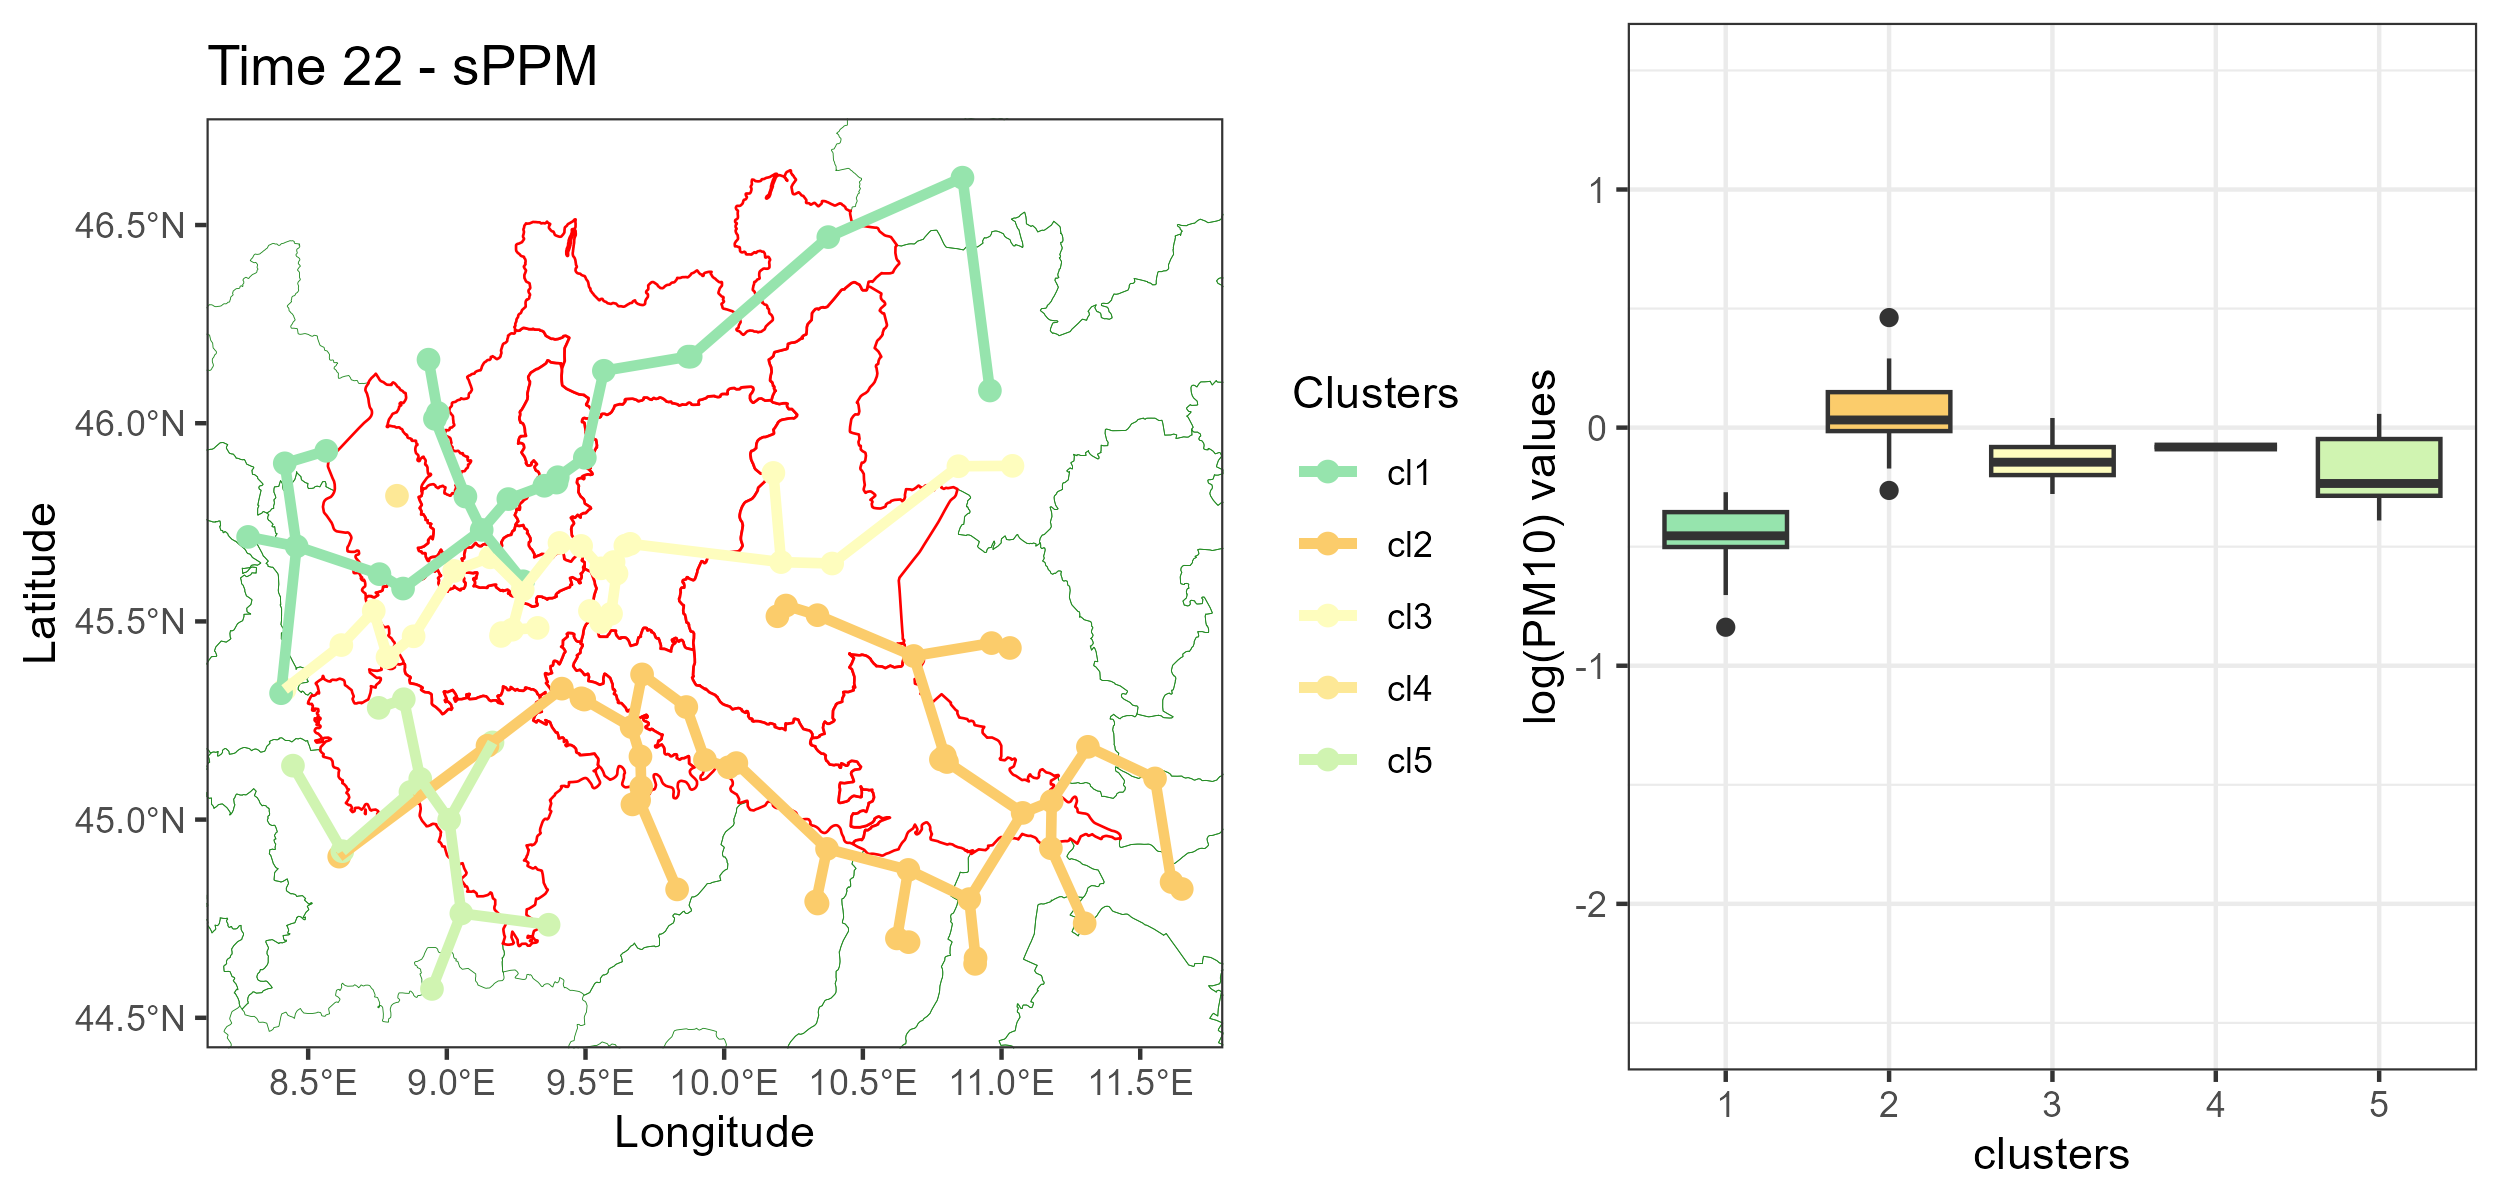 Time 22 - sPPM
Latitude
46.5°N
46.0°N
45.5°N
45.0°N
44.5°N
8.5°E 9.0°E 9.5°E 10.0°E 10.5°E 11.0°E 11.5°E
Longitude
Clusters
cl1
cl2
cl3
cl4
cl5
log(PM10) values
1
0
-1
-2
1 2 3 4 5
clusters